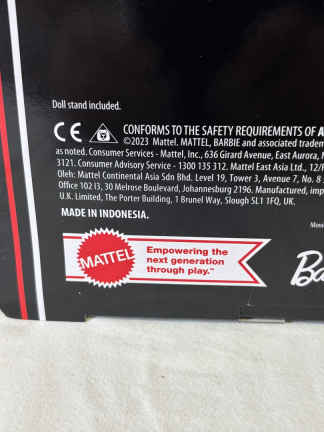 Doll stand included.
CE CONFORMS TO THE SAFETY REQUIREMENTS OF
©2023 Mattel. MATTEL, BARBIE and associated
as noted. Consumer Services - Mattel, Inc., 636 Girard Avenue, East Aurora,
3121. Consumer Advisory Service - 1300 135 312. Mattel East Asia Ltd.,
Oleh: Mattel Continental Asia Sdn Bhd. Level 19, Tower 3, Avenue 7, No. 8
Office 102 I3, 30 Melrose Boulevard, Johannesburg 2196. Manufactured,
U.K. Limited, The Porter Building, 1 Brunel Way, Slough SL1 1FQ, UK.
MADE IN INDONESIA.
MATTEL
Empowering the
next generation
through play.™